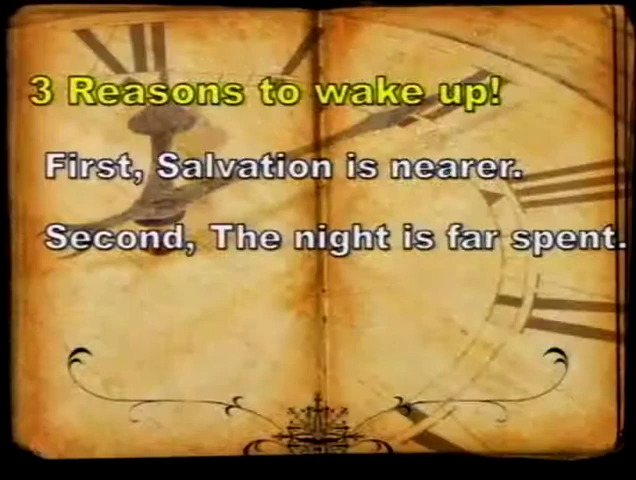 3 Reasons to wake up!
First, Salvation is nearer.
Second, The night is far spent.